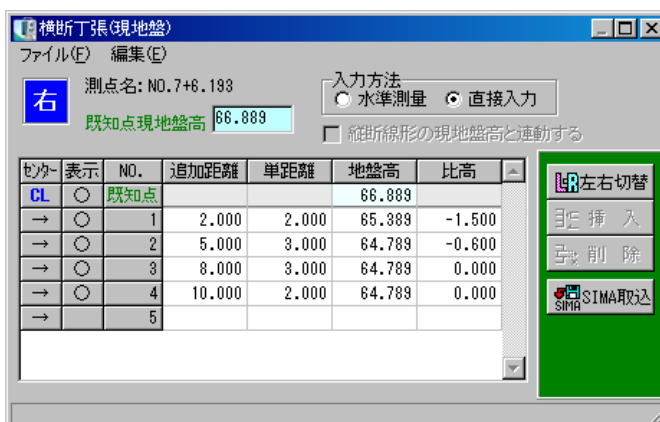 横断丁張(現地盤)
ファイル(F) 編集(E)
右
測点名: NO.7+6.193
既知点現地盤高 66.889
入力方法
水準測量 直接入力
縦断線形の現地盤高と連動する
センター 表示 NO. 追加距離 単距離 地盤高 比高
CL ○ 既知点 66.889
→ ○ 1 2.000 2.000 65.389 -1.500
→ ○ 2 5.000 3.000 64.789 -0.600
→ ○ 3 8.000 3.000 64.789 0.000
→ ○ 4 10.000 2.000 64.789 0.000
→ 5
L R 左右切替
挿 入
削 除
SIMA SIMA取込